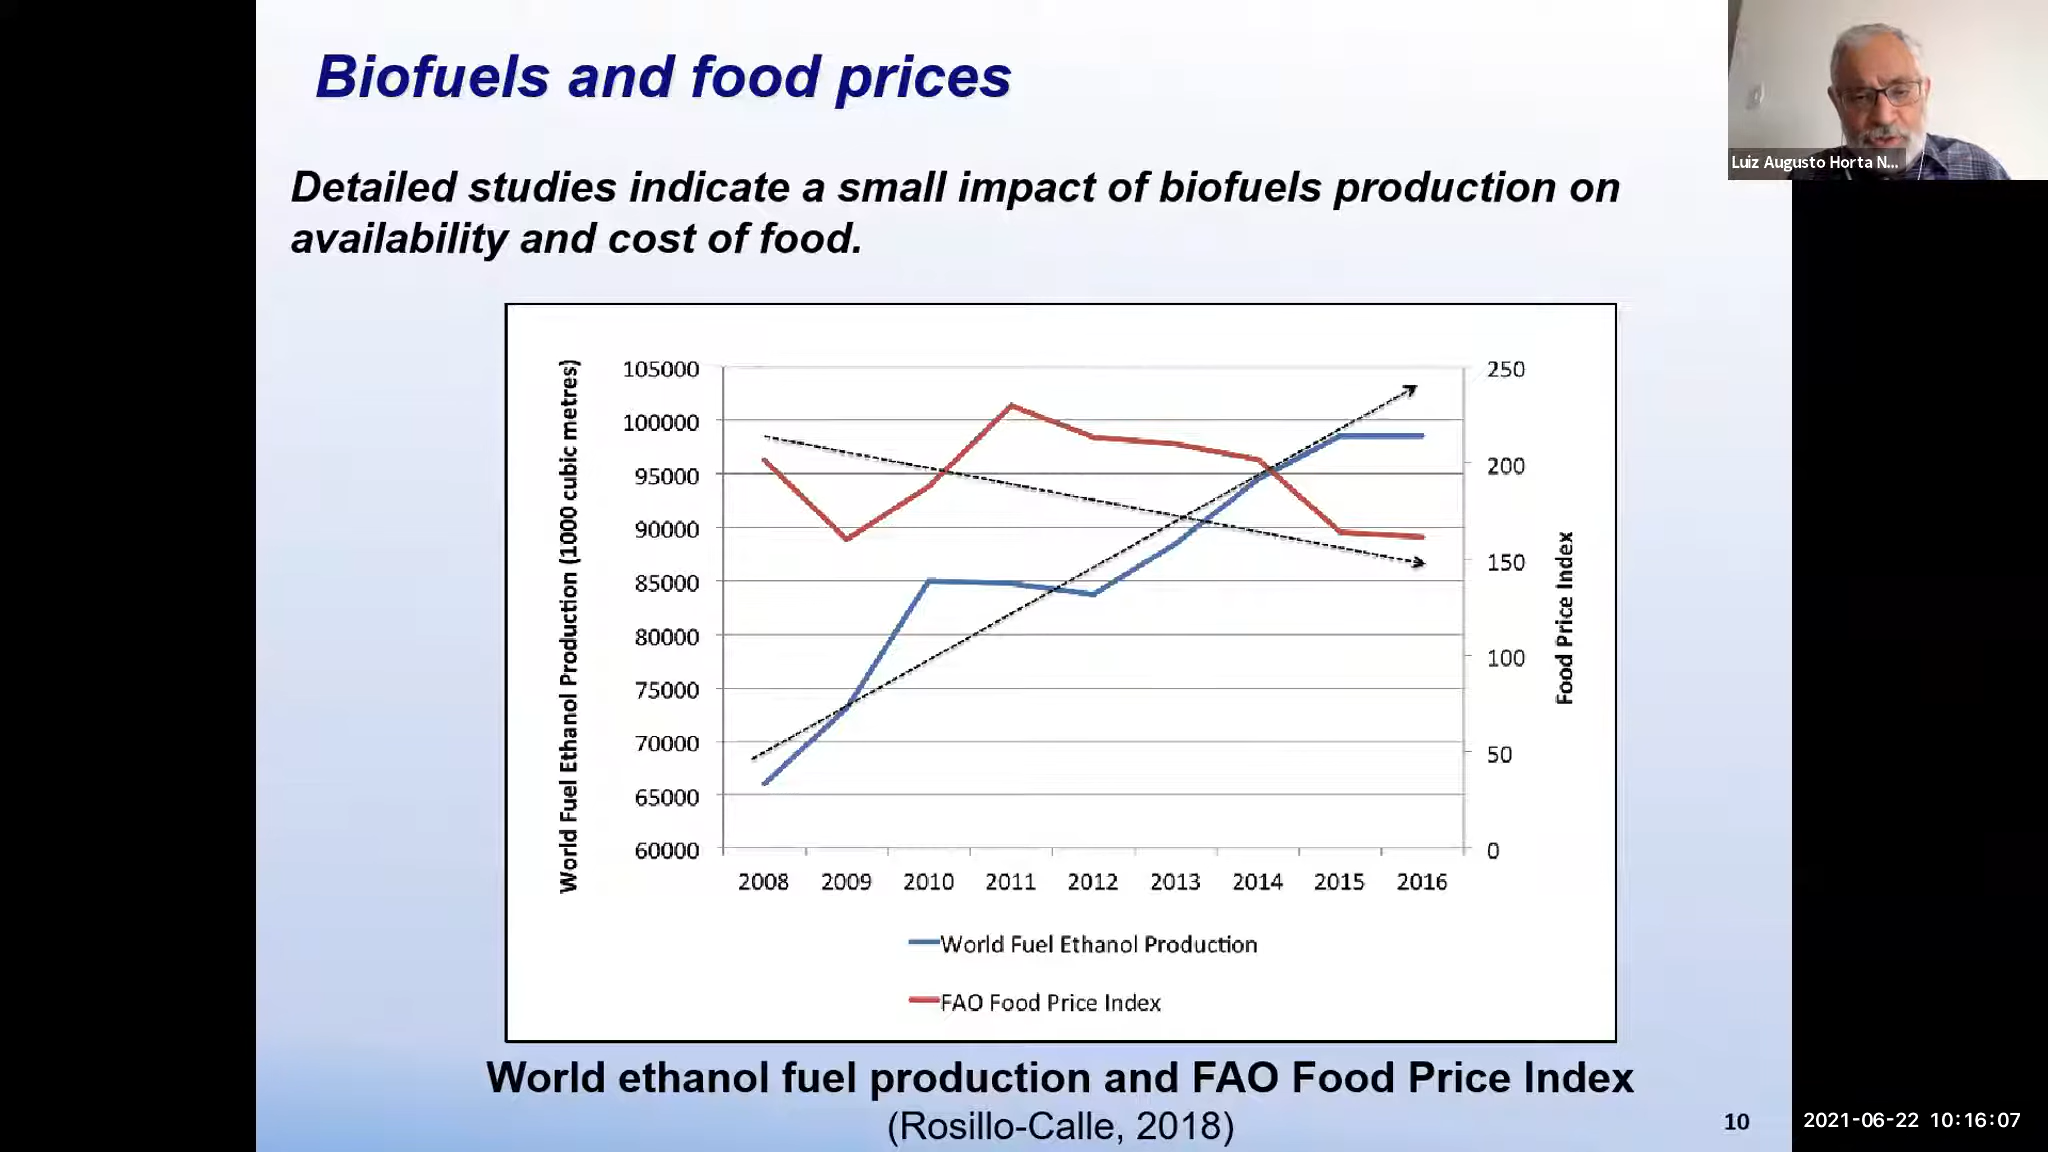 Biofuels and food prices
Luiz Augusto Horta N...
Detailed studies indicate a small impact of biofuels production on
availability and cost of food.
World Fuel Ethanol Production (1000 cubic metres)
105000
100000
95000
90000
85000
80000
75000
70000
65000
60000
250
200
150
100
50
0
Food Price Index
2008 2009 2010 2011 2012 2013 2014 2015 2016
World Fuel Ethanol Production
FAO Food Price Index
World ethanol fuel production and FAO Food Price Index
(Rosillo-Calle, 2018)
10
2021-06-22 10:16:07